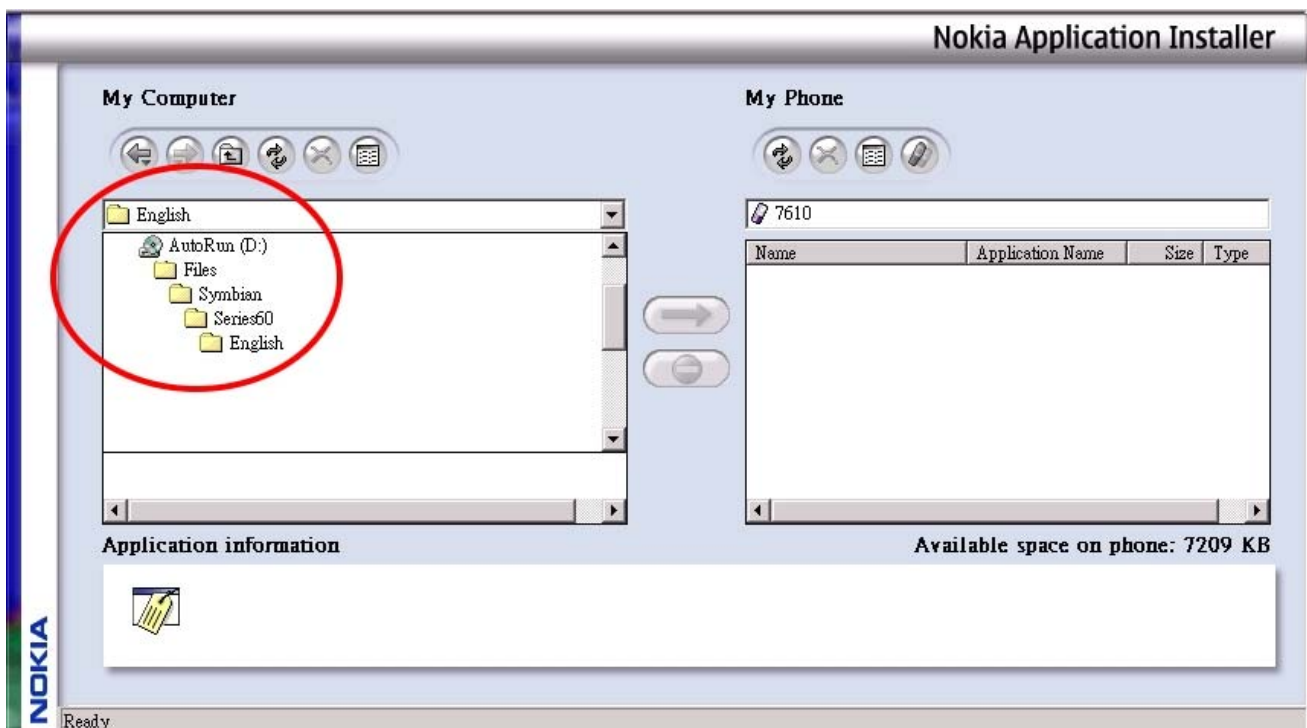 Nokia Application Installer
My Computer
My Phone
English
7610
AutoRun (D:)
Files
Symbian
Series60
English
Name Application Name Size Type
Application information
Available space on phone: 7209 KB
NOKIA
Ready